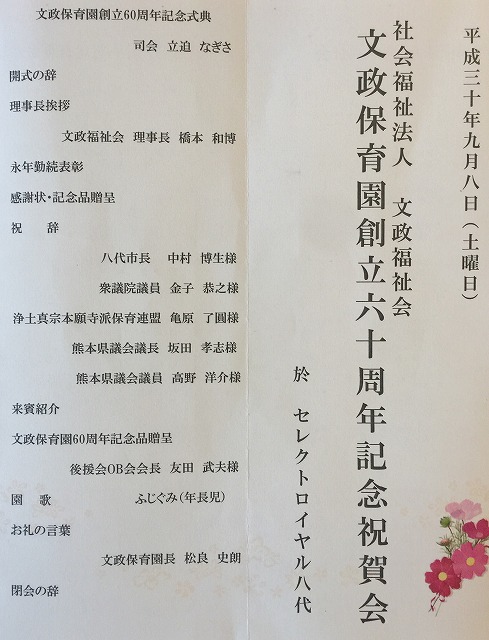 平成三十年九月八日（土曜日）
社会福祉法人　文政福祉会
文政保育園創立六十周年記念祝賀会
於　セレクトロイヤル八代
文政保育園創立60周年記念式典
司会 立迫 なぎさ
開式の辞
理事長挨拶
文政福祉会 理事長 橋本 和博
永年勤続表彰
感謝状・記念品贈呈
祝　辞
八代市長 中村 博生様
衆議院議員 金子 恭之様
浄土真宗本願寺派保育連盟 亀原 了圓様
熊本県議会議長 坂田 孝志様
熊本県議会議員 高野 洋介様
来賓紹介
文政保育園60周年記念品贈呈
後援会OB会会長 友田 武夫様
園　歌　ふじぐみ（年長児）
お礼の言葉
文政保育園長 松良 史朗
閉会の辞